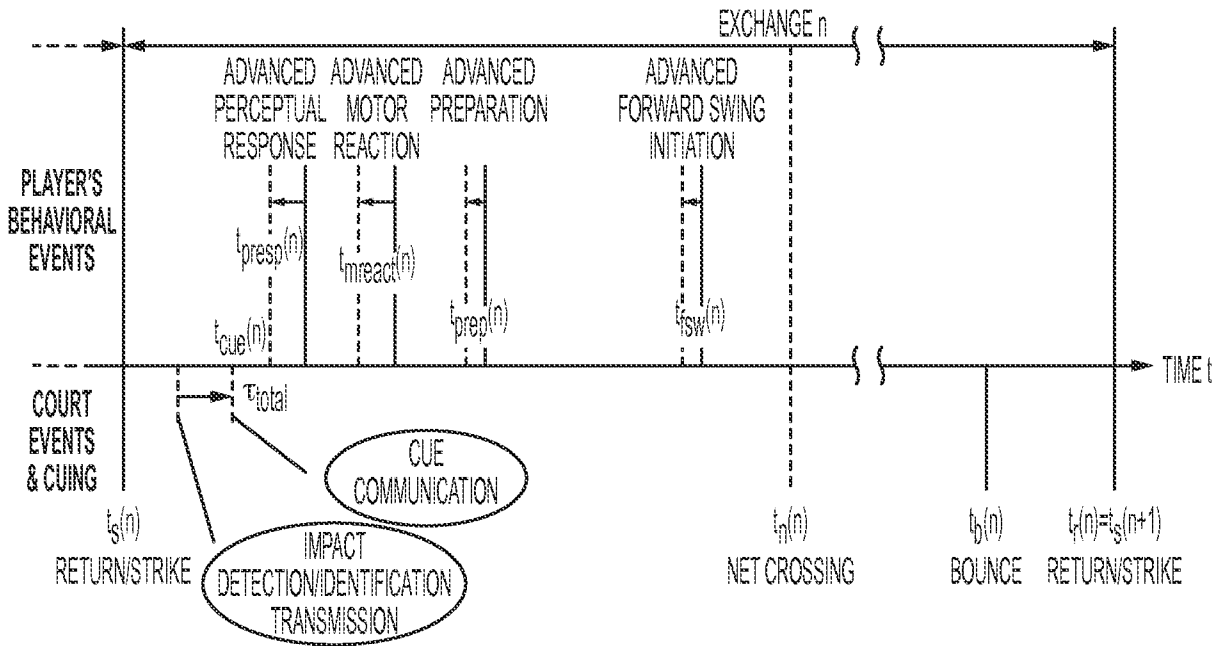 EXCHANGE n
ADVANCED
PERCEPTUAL
RESPONSE
ADVANCED
MOTOR
REACTION
ADVANCED
PREPARATION
ADVANCED
FORWARD SWING
INITIATION
PLAYER'S
BEHAVIORAL
EVENTS
t_presp(n)
t_mreact(n)
t_prep(n)
t_fsw(n)
t_cue(n)
TIME t
τ_total
COURT
EVENTS
& CUING
CUE
COMMUNICATION
t_s(n)
RETURN/STRIKE
IMPACT
DETECTION/IDENTIFICATION
TRANSMISSION
t_n(n)
NET CROSSING
t_b(n)
BOUNCE
t_r(n)=t_s(n+1)
RETURN/STRIKE